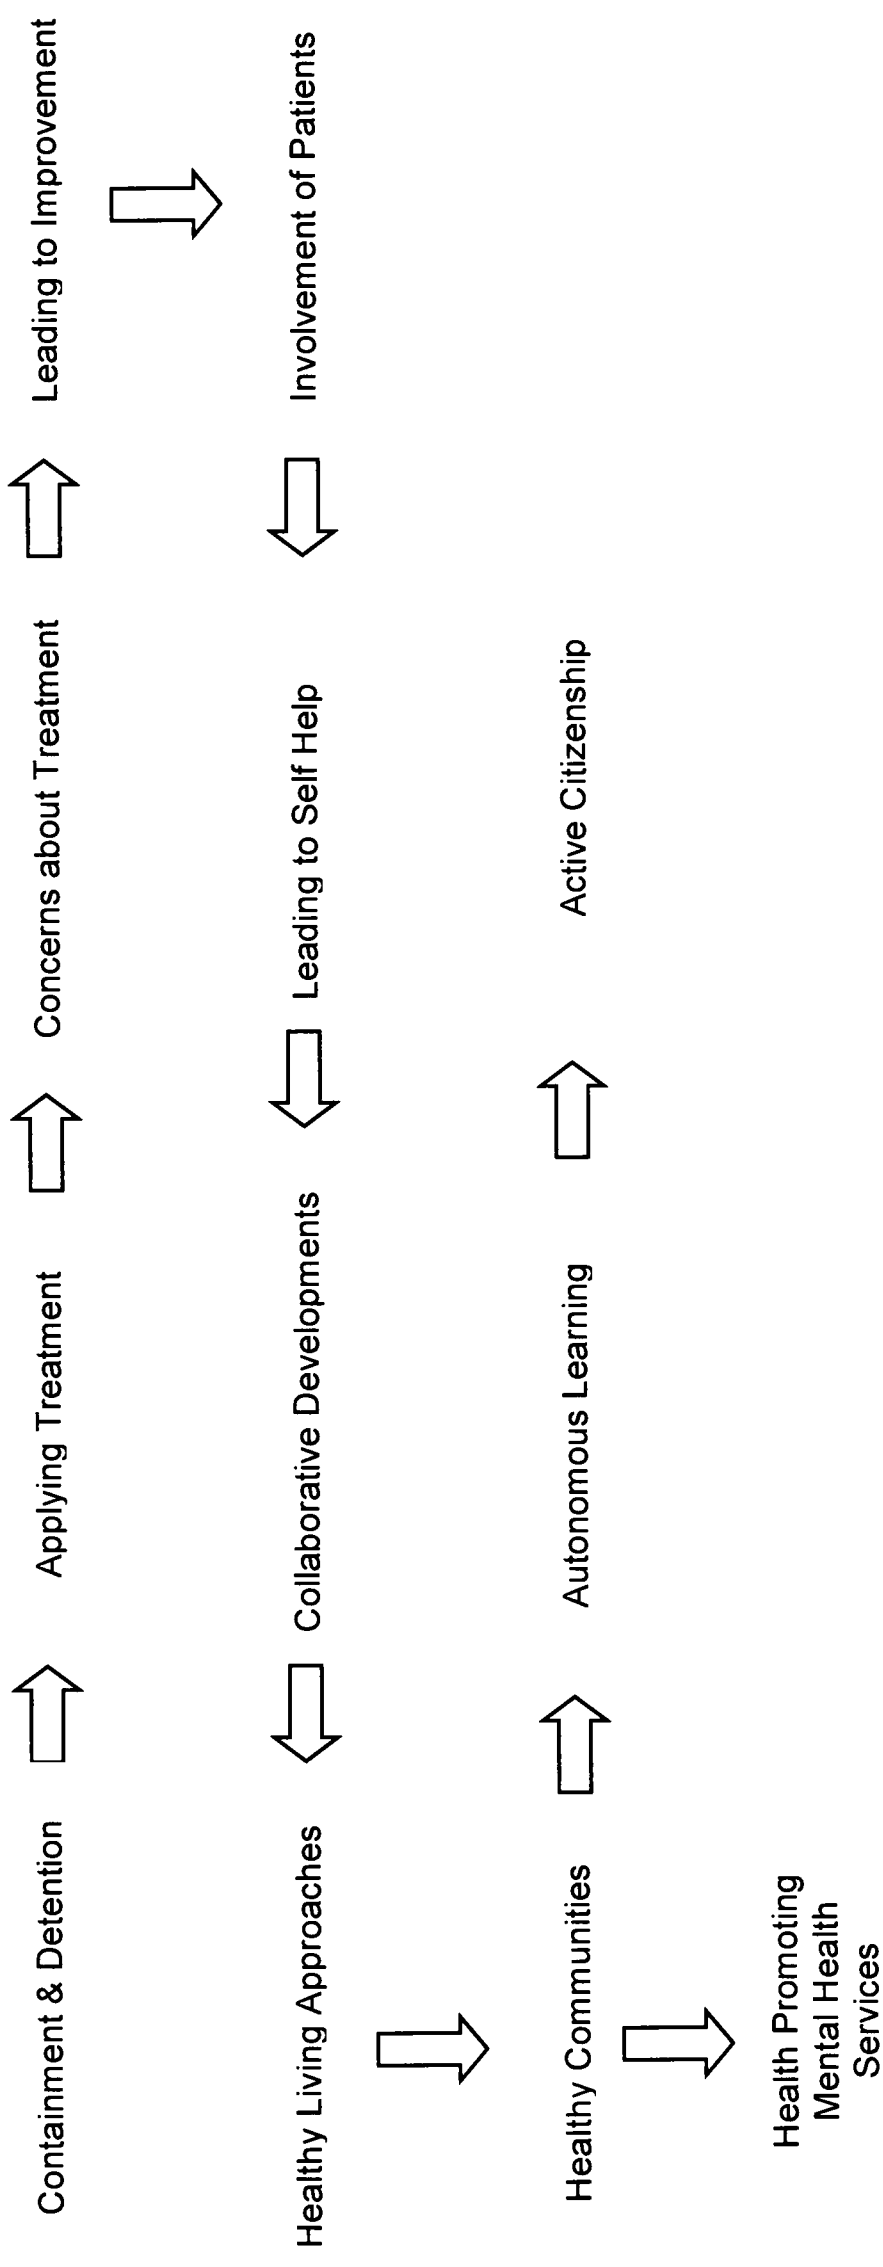 Containment & Detention
Applying Treatment
Concerns about Treatment
Leading to Improvement
Involvement of Patients
Leading to Self Help
Collaborative Developments
Healthy Living Approaches
Healthy Communities
Autonomous Learning
Active Citizenship
Health Promoting
Mental Health
Services